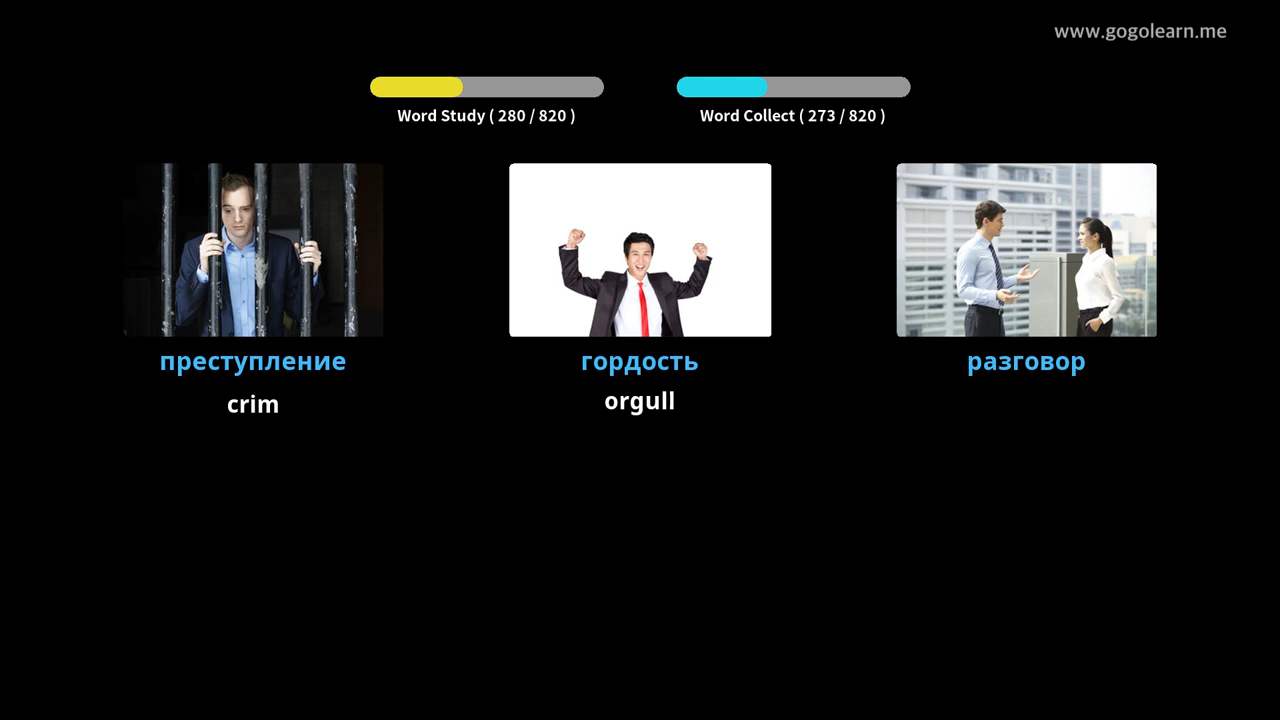 www.gogolearn.me
Word Study ( 280 / 820 )
Word Collect ( 273 / 820 )
преступление
гордость
разговор
crim
orgull